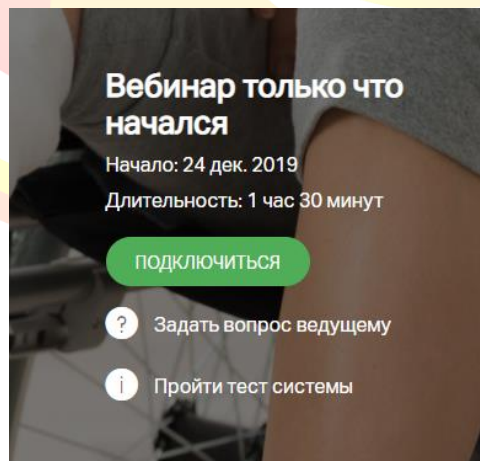 Вебинар только что
начался
Начало: 24 дек. 2019
Длительность: 1 час 30 минут
ПОДКЛЮЧИТЬСЯ
? Задать вопрос ведущему
i Пройти тест системы